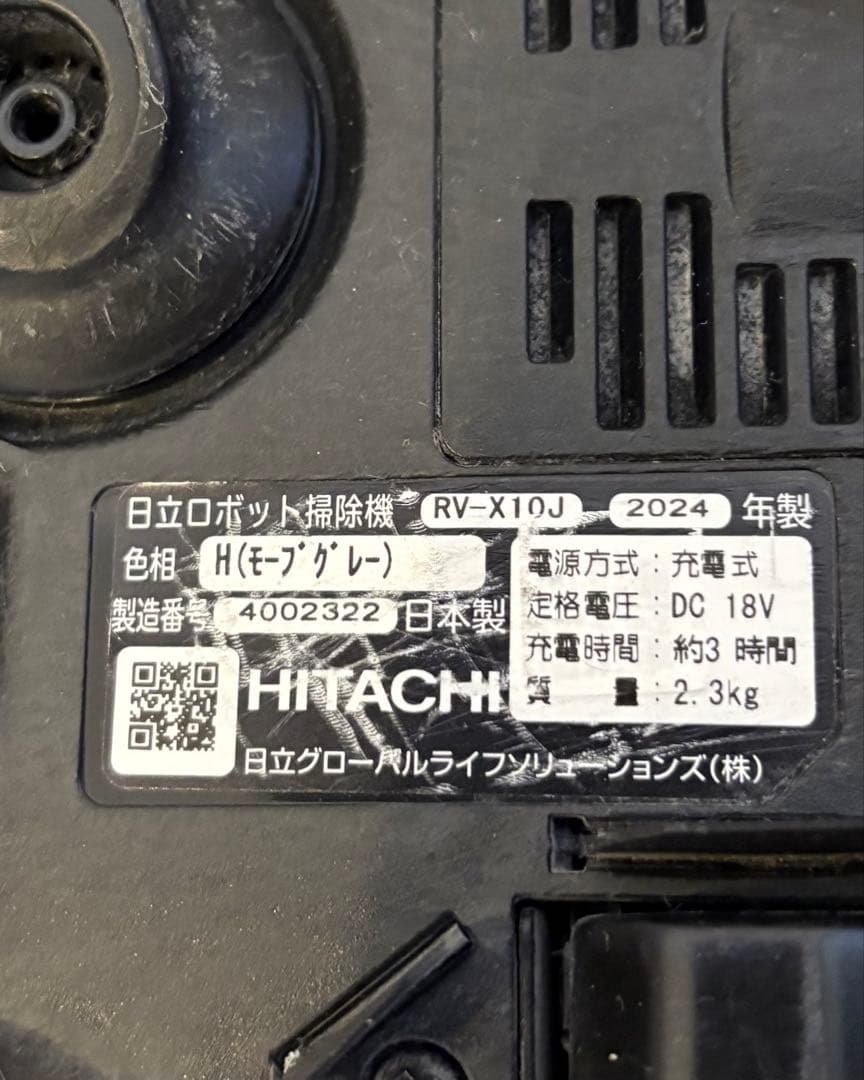 日立ロボット掃除機 RV-X10J 2024 年製
色相 H(ﾓｰﾌﾞｸﾞﾚｰ)
製造番号 4002322 日本製
電源方式：充電式
定格電圧：DC 18V
充電時間：約3 時間
質 量：2.3kg
HITACHI
日立グローバルライフソリューションズ(株)